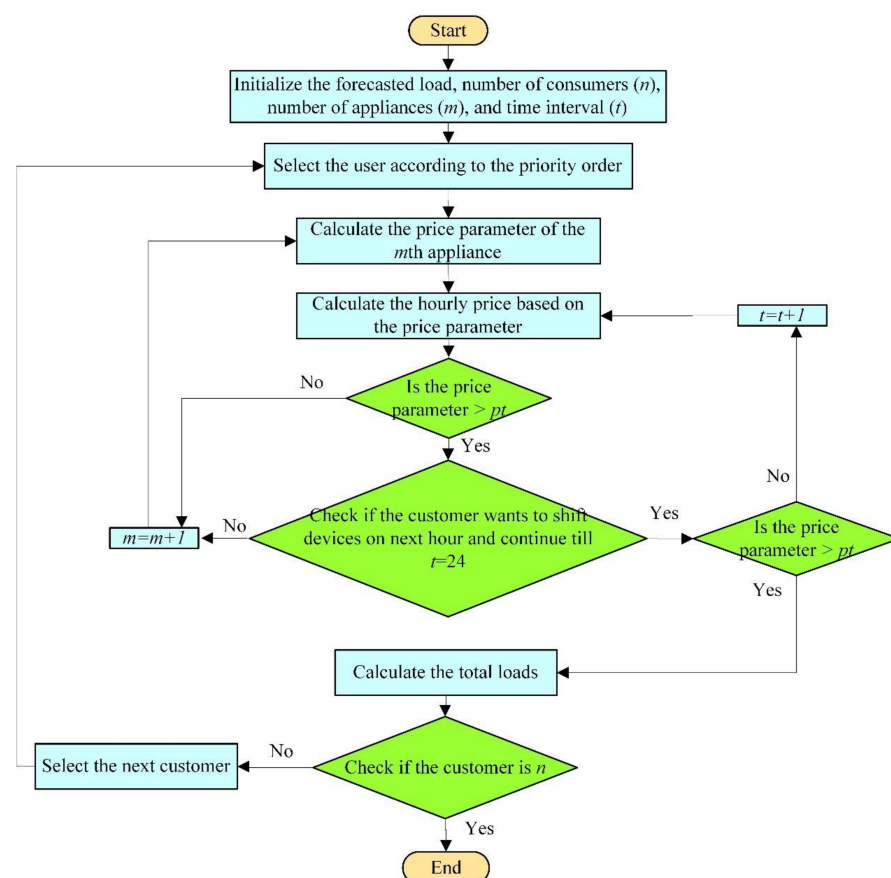 Start
Initialize the forecasted load, number of consumers (n),
number of appliances (m), and time interval (t)
Select the user according to the priority order
Calculate the price parameter of the
mth appliance
Calculate the hourly price based on
the price parameter
t=t+1
No
Is the price
parameter > pt
Yes
No
Check if the customer wants to shift
devices on next hour and continue till
t=24
No
m=m+1
Yes
Is the price
parameter > pt
Yes
Calculate the total loads
No
Select the next customer
Check if the customer is n
Yes
End